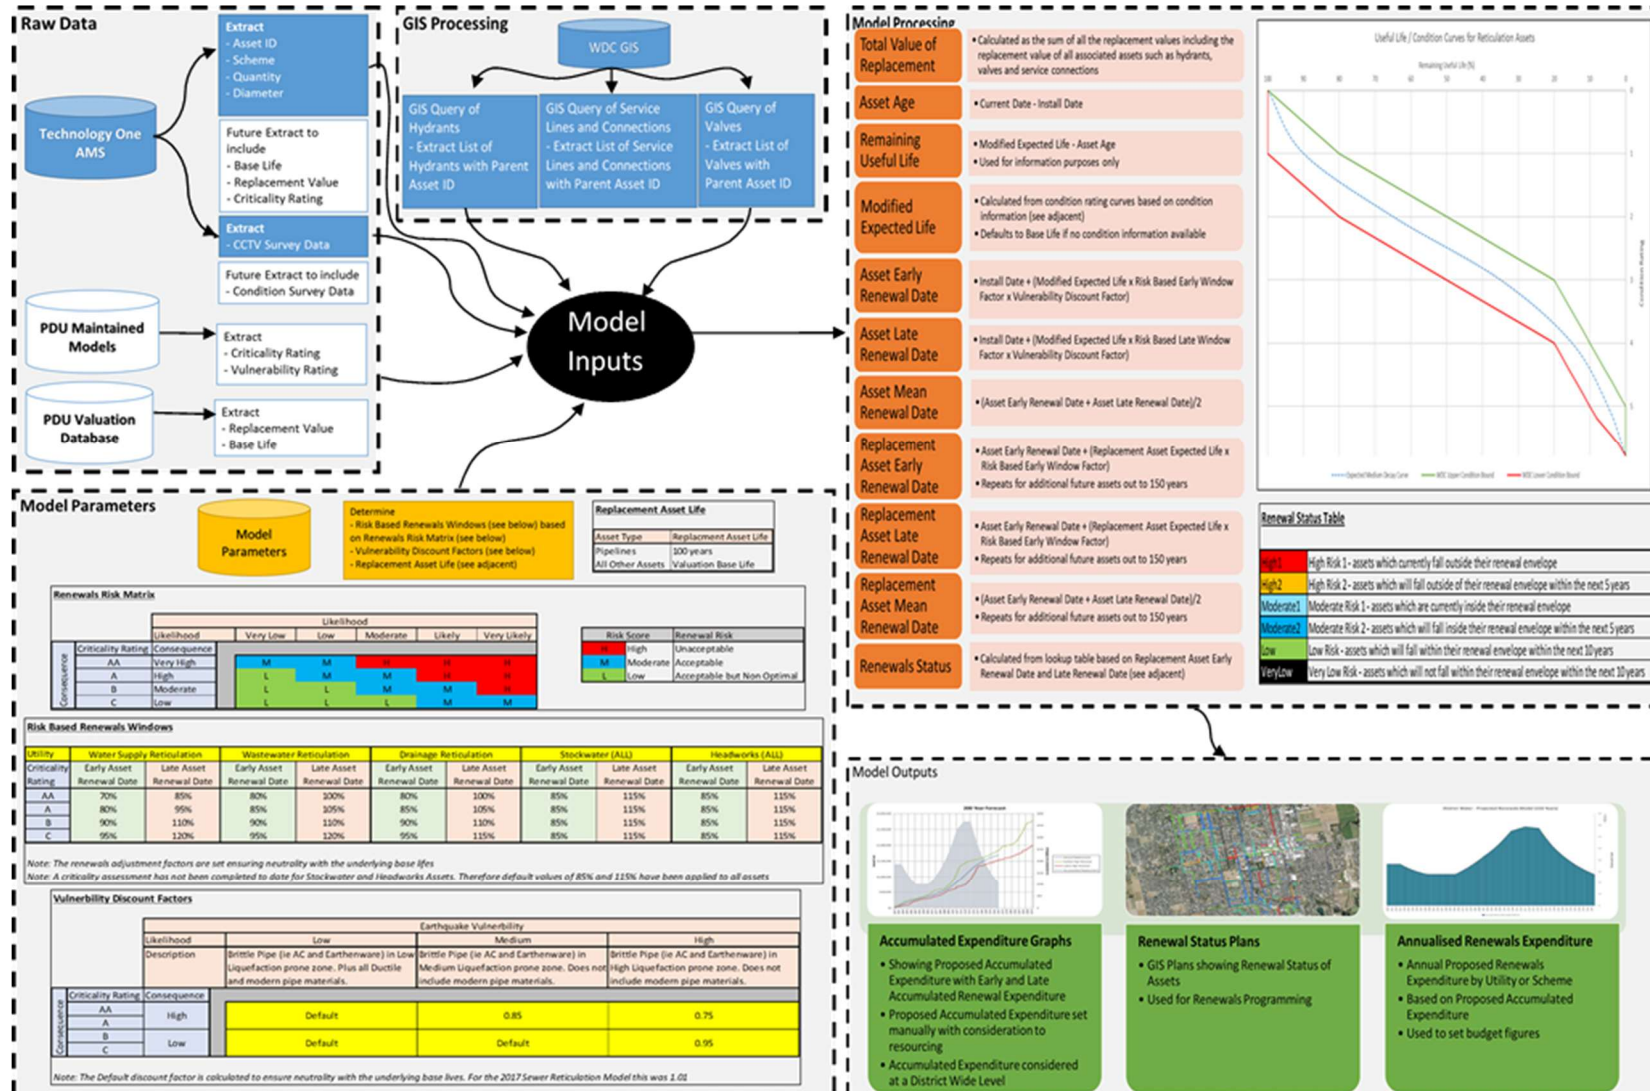 Raw Data
Extract
- Asset ID
- Scheme
- Quantity
- Diameter
Technology One
AMS
Future Extract to
include
- Base Life
- Replacement Value
- Criticality Rating
Extract
- CCTV Survey Data
Future Extract to include
- Condition Survey Data
PDU Maintained
Models
Extract
- Criticality Rating
- Vulnerability Rating
PDU Valuation
Database
Extract
- Replacement Value
- Base Life
GIS Processing
WDC GIS
GIS Query of
Hydrants
- Extract List of
Hydrants with Parent
Asset ID
GIS Query of Service
Lines and Connections
- Extract List of Service
Lines and Connections
with Parent Asset ID
GIS Query of
Valves
- Extract List of
Valves with
Parent Asset ID
Model
Inputs
Model Parameters
Model
Parameters
Determine
- Risk Based Renewals Windows (see below) based
on Renewals Risk Matrix (see below)
- Vulnerability Discount Factors (see below)
- Replacement Asset Life (see adjacent)
Replacement Asset Life
Asset Type Replacment Asset Life
Pipelines 100 years
All Other Assets Valuation Base Life
Renewals Risk Matrix
Likelihood
Likelihood Very Low Low Moderate Likely Very Likely
Consequence
Criticality Rating Consequence
AA Very High M M H H H
A High L M M H H
B Moderate L L M M H
C Low L L L M M
Risk Score Renewal Risk
H High Unacceptable
M Moderate Acceptable
L Low Acceptable but Non Optimal
Risk Based Renewals Windows
Utility Water Supply Reticulation Wastewater Reticulation Drainage Reticulation Stockwater (ALL) Headworks (ALL)
Criticality Early Asset Late Asset Early Asset Late Asset Early Asset Late Asset Early Asset Late Asset Early Asset Late Asset
Rating Renewal Date Renewal Date Renewal Date Renewal Date Renewal Date Renewal Date Renewal Date Renewal Date Renewal Date Renewal Date
AA 70% 85% 80% 100% 80% 100% 85% 115% 85% 115%
A 80% 95% 85% 105% 85% 105% 85% 115% 85% 115%
B 90% 110% 90% 110% 90% 110% 85% 115% 85% 115%
C 95% 120% 95% 120% 95% 115% 85% 115% 85% 115%
Note: The renewals adjustment factors are set ensuring neutrality with the underlying base lifes
Note: A criticality assessment has not been completed to date for Stockwater and Headworks Assets. Therefore default values of 85% and 115% have been applied to all assets
Vulnerbility Discount Factors
Earthquake Vulnerbility
Likelihood Low Medium High
Description
Brittle Pipe (ie AC and Earthenware) in Low
Liquefaction prone zone. Plus all Ductile
and modern pipe materials.
Brittle Pipe (ie AC and Earthenware) in
Medium Liquefaction prone zone. Does not
include modern pipe materials.
Brittle Pipe (ie AC and Earthenware) in
High Liquefaction prone zone. Does not
include modern pipe materials.
Consequence
Criticality Rating Consequence
AA
A
High Default 0.85 0.75
B
C
Low Default Default 0.95
Note: The Default discount factor is calculated to ensure neutrality with the underlying base lives. For the 2017 Sewer Reticulation Model this was 1.01
Model Processing
Total Value of
Replacement
• Calculated as the sum of all the replacement values including the
replacement value of all associated assets such as hydrants,
valves and service connections
Asset Age
• Current Date - Install Date
Remaining
Useful Life
• Modified Expected Life - Asset Age
• Used for information purposes only
Modified
Expected Life
• Calculated from condition rating curves based on condition
information (see adjacent)
• Defaults to Base Life if no condition information available
Asset Early
Renewal Date
• Install Date + (Modified Expected Life x Risk Based Early Window
Factor x Vulnerability Discount Factor)
Asset Late
Renewal Date
• Install Date + (Modified Expected Life x Risk Based Late Window
Factor x Vulnerability Discount Factor)
Asset Mean
Renewal Date
• (Asset Early Renewal Date + Asset Late Renewal Date)/2
Replacement
Asset Early
Renewal Date
• Asset Early Renewal Date + (Replacement Asset Expected Life x
Risk Based Early Window Factor)
• Repeats for additional future assets out to 150 years
Replacement
Asset Late
Renewal Date
• Asset Early Renewal Date + (Replacement Asset Expected Life x
Risk Based Early Window Factor)
• Repeats for additional future assets out to 150 years
Replacement
Asset Mean
Renewal Date
• (Asset Early Renewal Date + Asset Late Renewal Date)/2
• Repeats for additional future assets out to 150 years
Renewals Status
• Calculated from lookup table based on Replacement Asset Early
Renewal Date and Late Renewal Date (see adjacent)
Useful Life / Condition Curves for Reticulation Assets
Remaining Useful Life (%)
100 90 80 70 60 50 40 30 20 10 0
0
1
2
3
4
5
Expected Medium Decay Curve WDC Upper Condition Bound WDC Lower Condition Bound
Renewal Status Table
High1 High Risk 1 - assets which currently fall outside their renewal envelope
High2 High Risk 2 - assets which will fall outside of their renewal envelope within the next 5 years
Moderate1 Moderate Risk 1 - assets which are currently inside their renewal envelope
Moderate2 Moderate Risk 2 - assets which will fall inside their renewal envelope within the next 5 years
Low Low Risk - assets which will fall within their renewal envelope within the next 10 years
VeryLow Very Low Risk - assets which will not fall within their renewal envelope within the next 10 years
Model Outputs
Accumulated Expenditure Graphs
• Showing Proposed Accumulated
Expenditure with Early and Late
Accumulated Renewal Expenditure
• Proposed Accumulated Expenditure set
manually with consideration to
resourcing
• Accumulated Expenditure considered
at a District Wide Level
Renewal Status Plans
• GIS Plans showing Renewal Status of
Assets
• Used for Renewals Programming
Annualised Renewals Expenditure
• Annual Proposed Renewals
Expenditure by Utility or Scheme
• Based on Proposed Accumulated
Expenditure
• Used to set budget figures